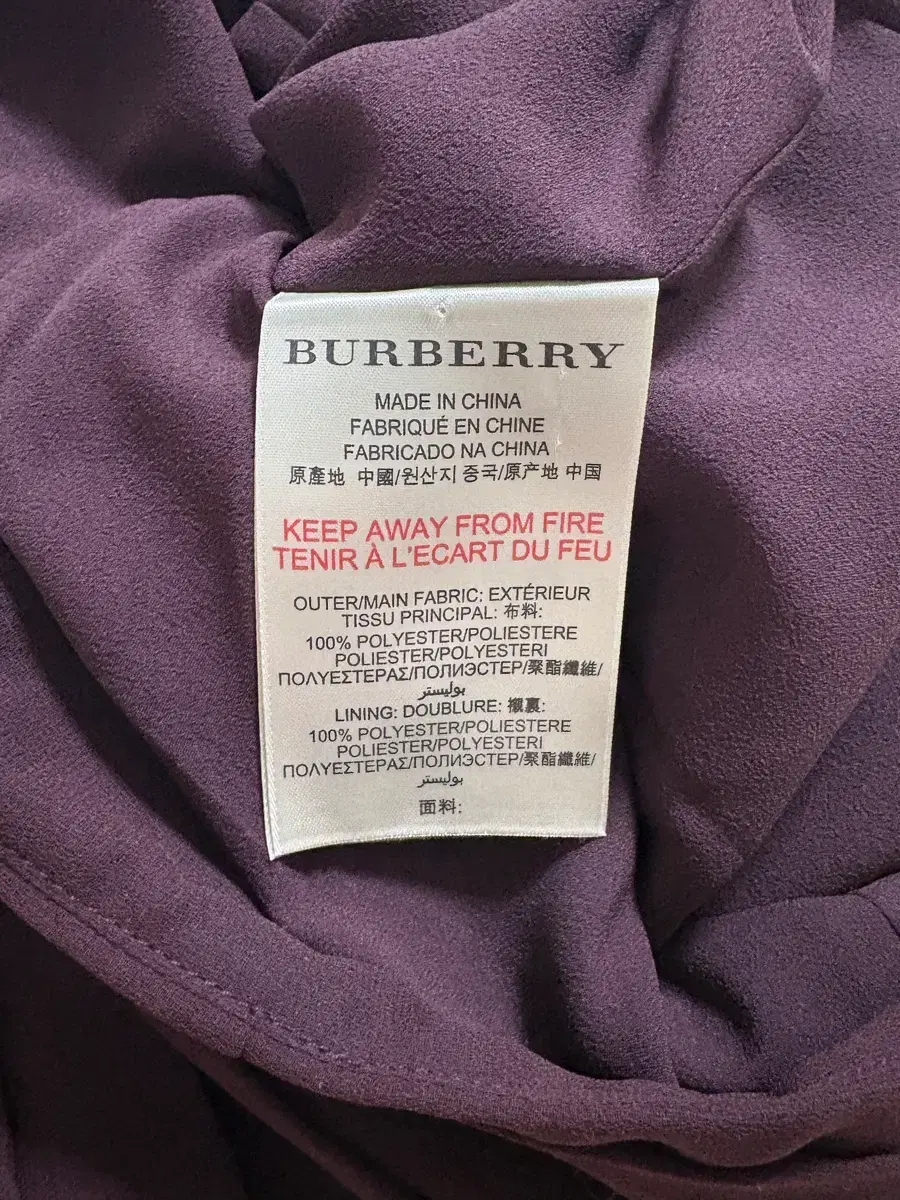 BURBERRY
MADE IN CHINA
FABRIQUÉ EN CHINE
FABRICADO NA CHINA
原產地 中國/원산지 중국/原产地 中国
KEEP AWAY FROM FIRE
TENIR À L'ECART DU FEU
OUTER/MAIN FABRIC: EXTÉRIEUR
TISSU PRINCIPAL: 布料:
100% POLYESTER/POLIESTERE
POLIESTER/POLYESTERI
ΠΟΛΥΕΣΤΕΡΑΣ/ПОЛИЭСТЕР/聚酯纖維/
بوليستر
LINING: DOUBLURE: 襯裏:
100% POLYESTER/POLIESTERE
POLIESTER/POLYESTERI
ΠΟΛΥΕΣΤΕΡΑΣ/ПОЛИЭСТЕР/聚酯纖維/
بوليستر
面料: